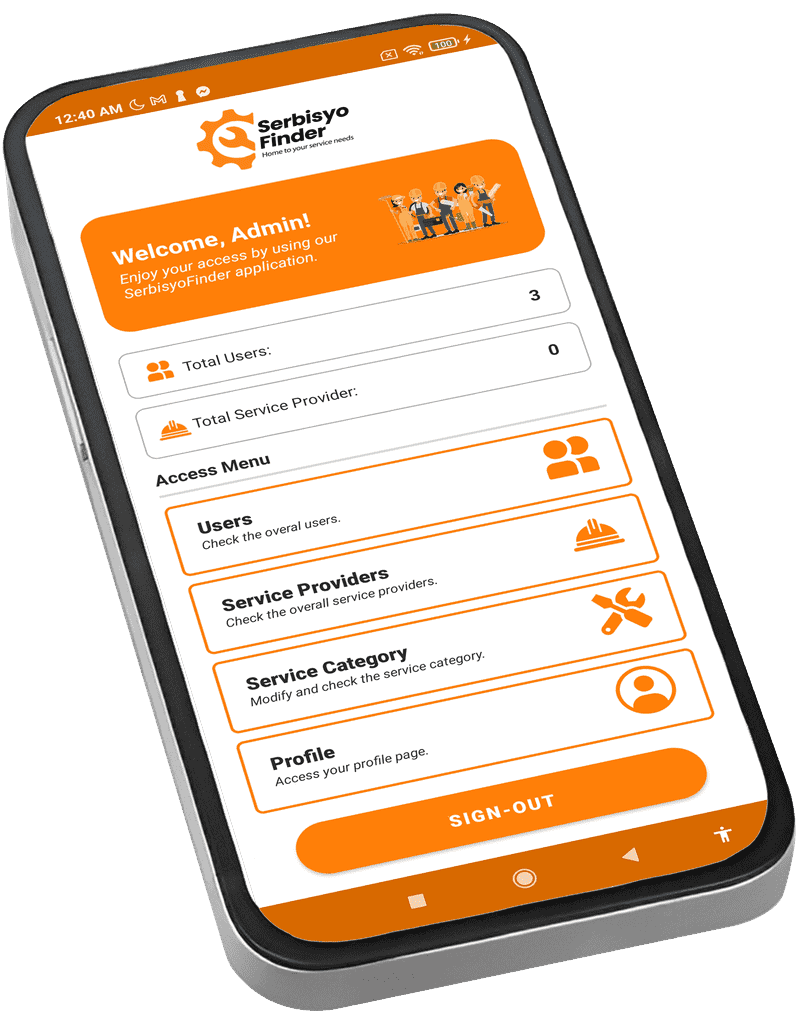 12:40 AM
100
Serbisyo
Finder
Home to your service needs
Welcome, Admin!
Enjoy your access by using our
SerbisyoFinder application.
Total Users:
3
Total Service Provider:
0
Access Menu
Users
Check the overal users.
Service Providers
Check the overall service providers.
Service Category
Modify and check the service category.
Profile
Access your profile page.
SIGN-OUT